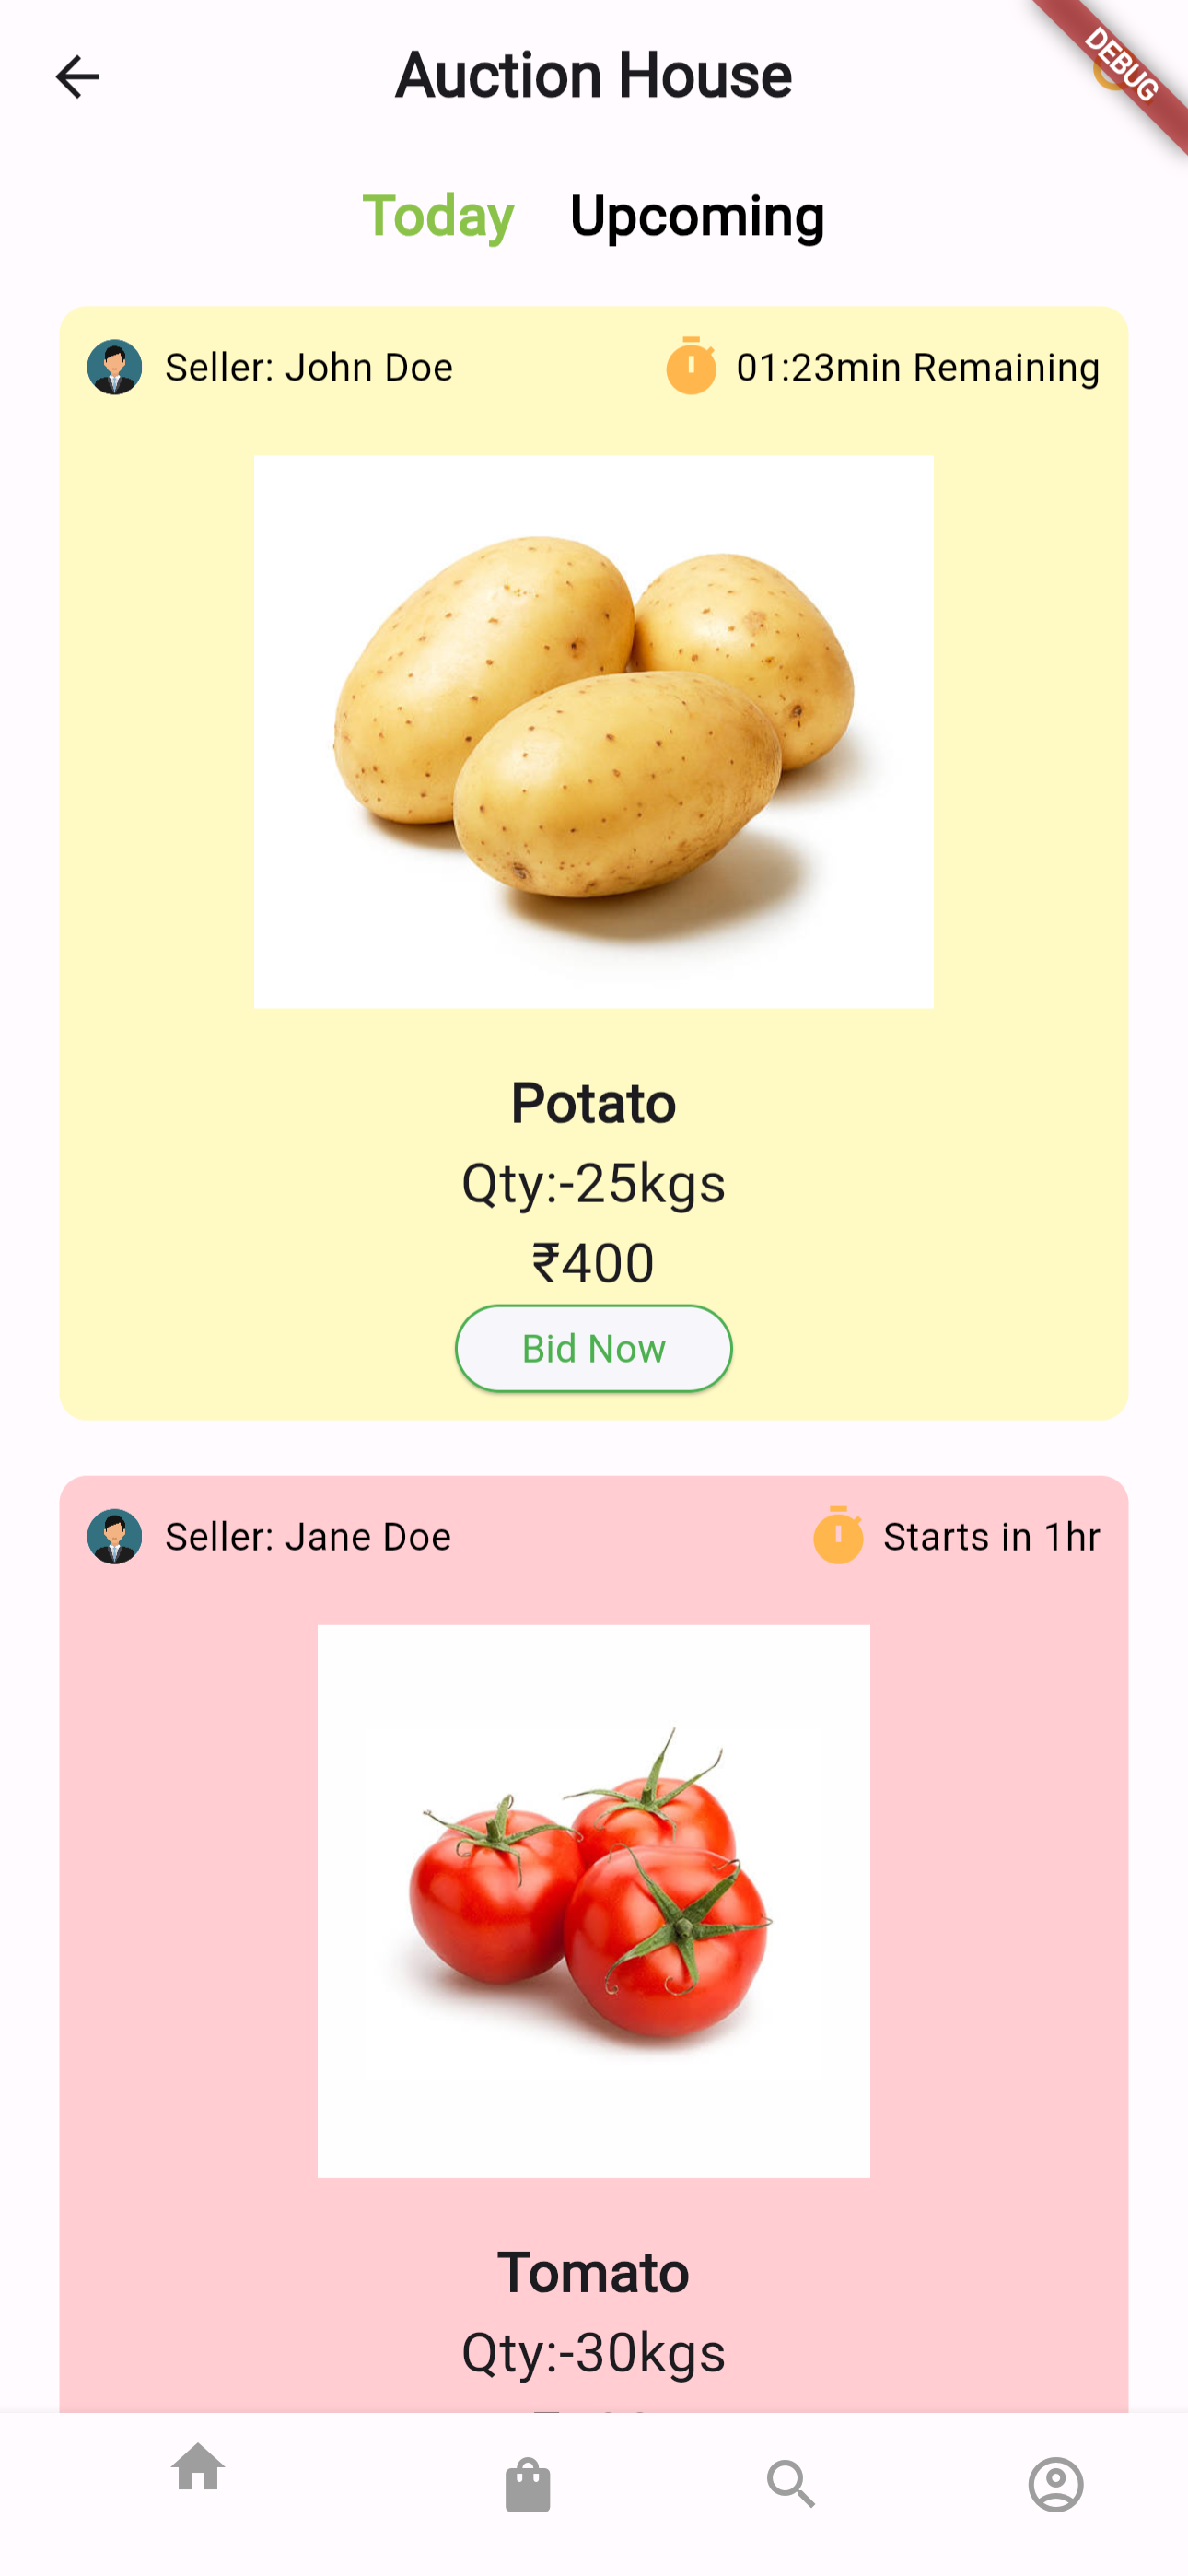 Auction House
DEBUG
Today Upcoming
Seller: John Doe 01:23min Remaining
Potato
Qty:-25kgs
₹400
Bid Now
Seller: Jane Doe Starts in 1hr
Tomato
Qty:-30kgs